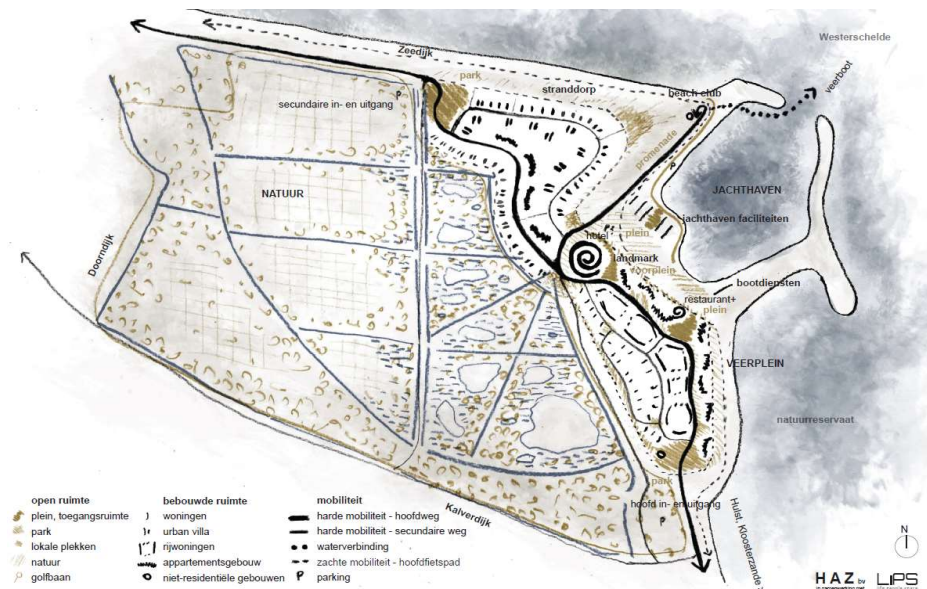 Westerschelde
Zeedijk
veerboot
park
stranddorp
beach club
P
secundaire in- en uitgang
promenade
P
NATUUR
JACHTHAVEN
jachthaven faciliteiten
plein
hotel
Doorndijk
landmark
voorplein
bootdiensten
restaurant+
plein
VEERPLEIN
natuurreservaat
park
hoofd in- en uitgang
P
Kalverdijk
Hulst, Kloosterzande
open ruimte
plein, toegangsruimte
park
lokale plekken
natuur
golfbaan
bebouwde ruimte
woningen
urban villa
rijwoningen
appartementsgebouw
niet-residentiële gebouwen
mobiliteit
harde mobiliteit - hoofdweg
harde mobiliteit - secundaire weg
waterverbinding
zachte mobiliteit - hoofdfietspad
P parking
N
HAZ bv
LiPS